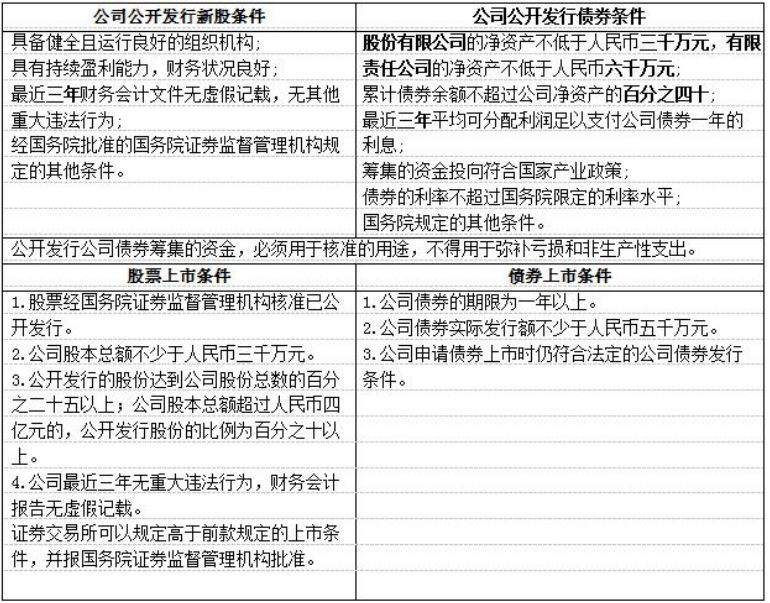 公司公开发行新股条件
具备健全且运行良好的组织机构；
具有持续盈利能力，财务状况良好；
最近三年财务会计文件无虚假记载，无其他
重大违法行为；
经国务院批准的国务院证券监督管理机构规
定的其他条件。
公司公开发行债券条件
股份有限公司的净资产不低于人民币三千万元，有限
责任公司的净资产不低于人民币六千万元；
累计债券余额不超过公司净资产的百分之四十；
最近三年平均可分配利润足以支付公司债券一年的
利息；
筹集的资金投向符合国家产业政策；
债券的利率不超过国务院限定的利率水平；
国务院规定的其他条件。
公开发行公司债券筹集的资金，必须用于核准的用途，不得用于弥补亏损和非生产性支出。
股票上市条件
1.股票经国务院证券监督管理机构核准已公
开发行。
2.公司股本总额不少于人民币三千万元。
3.公开发行的股份达到公司股份总数的百分
之二十五以上；公司股本总额超过人民币四
亿元的，公开发行股份的比例为百分之十以
上。
4.公司最近三年无重大违法行为，财务会计
报告无虚假记载。
证券交易所可以规定高于前款规定的上市条
件，并报国务院证券监督管理机构批准。
债券上市条件
1.公司债券的期限为一年以上。
2.公司债券实际发行额不少于人民币五千万元。
3.公司申请债券上市时仍符合法定的公司债券发行
条件。